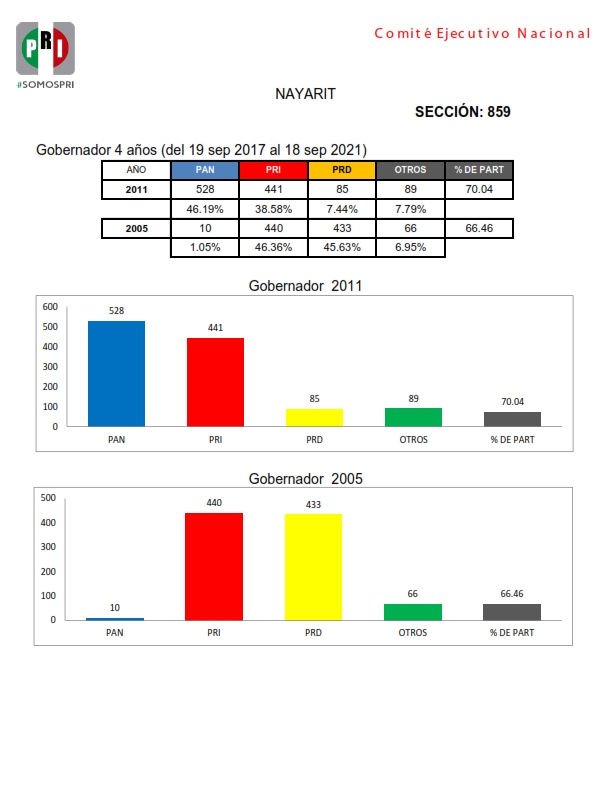 Comité Ejecutivo Nacional
PRI
#SOMOSPRI
NAYARIT
SECCIÓN: 859
Gobernador 4 años (del 19 sep 2017 al 18 sep 2021)
AÑO PAN PRI PRD OTROS % DE PART
2011 528 441 85 89 70.04
46.19% 38.58% 7.44% 7.79%
2005 10 440 433 66 66.46
1.05% 46.36% 45.63% 6.95%
Gobernador 2011
600
500
400
300
200
100
0
528
441
85
89
70.04
PAN PRI PRD OTROS % DE PART
Gobernador 2005
500
400
300
200
100
0
10
440
433
66
66.46
PAN PRI PRD OTROS % DE PART